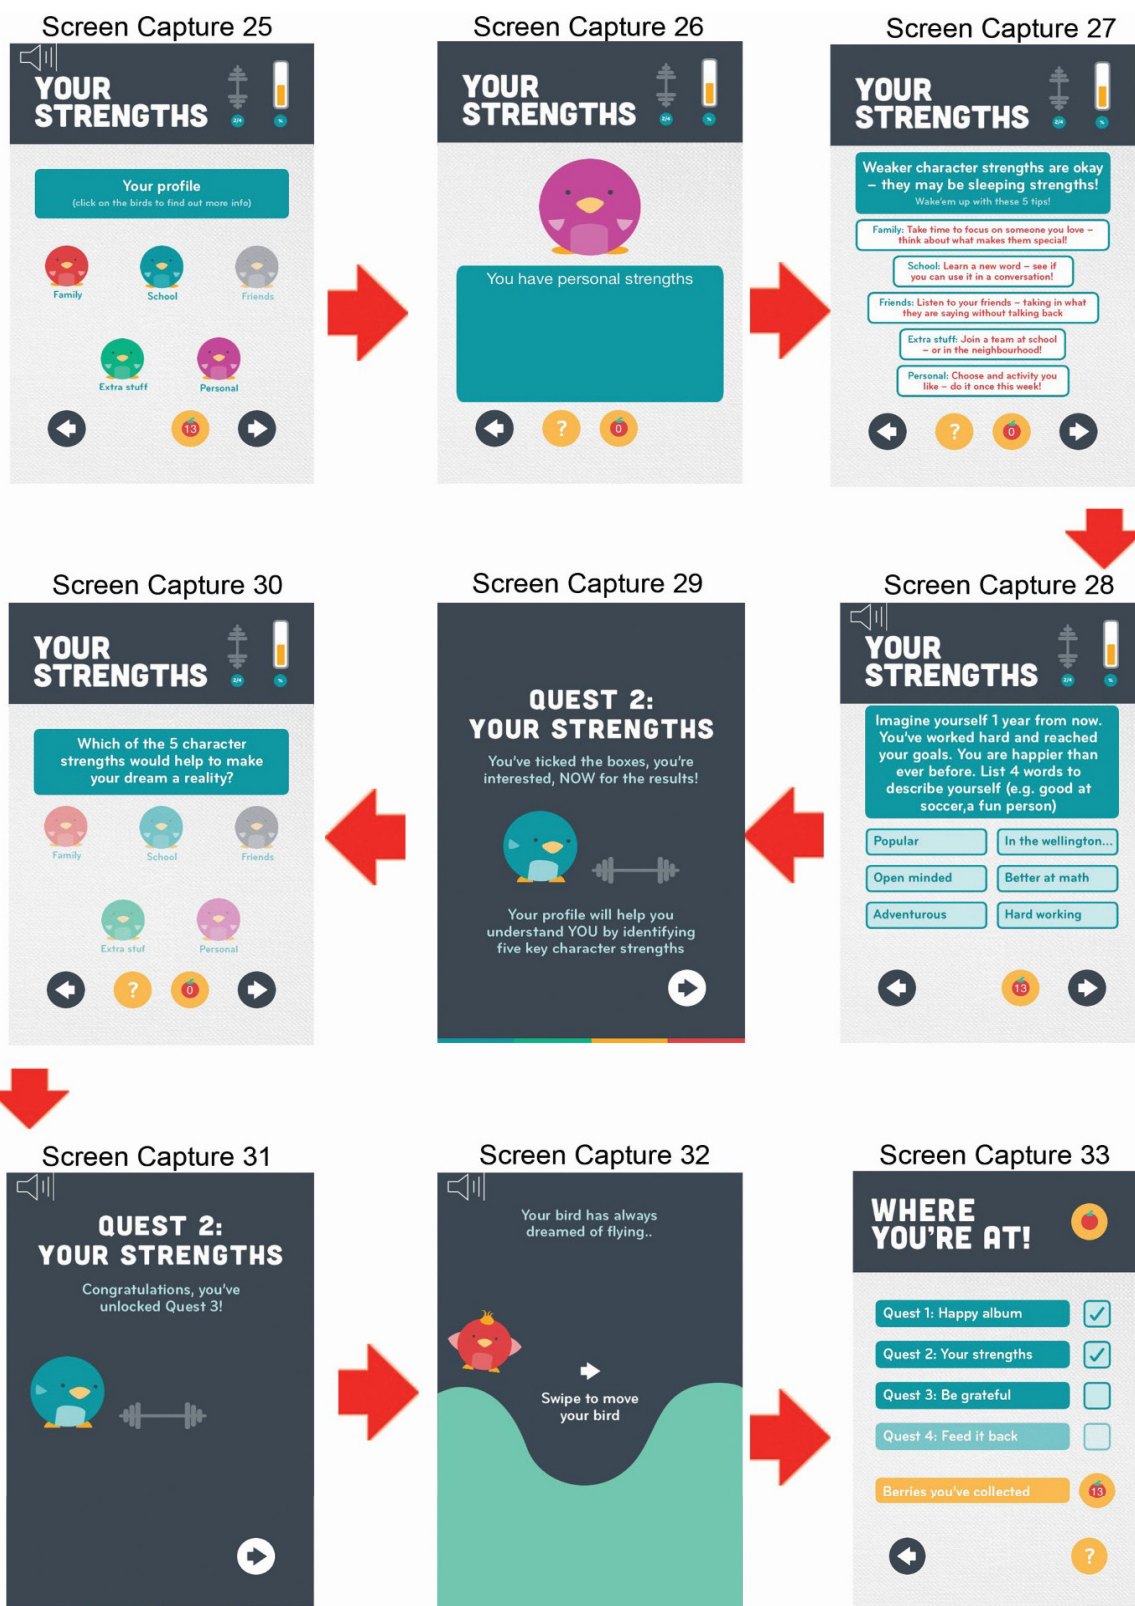 Screen Capture 25
YOUR
STRENGTHS
2/4
%
Your profile
(click on the birds to find out more info)
Family
School
Friends
Extra stuff
Personal
13
Screen Capture 26
YOUR
STRENGTHS
2/4
%
You have personal strengths
?
0
Screen Capture 27
YOUR
STRENGTHS
2/4
%
Weaker character strengths are okay
– they may be sleeping strengths!
Wake'em up with these 5 tips!
Family: Take time to focus on someone you love –
think about what makes them special!
School: Learn a new word – see if
you can use it in a conversation!
Friends: Listen to your friends – taking in what
they are saying without talking back
Extra stuff: Join a team at school
– or in the neighbourhood!
Personal: Choose and activity you
like – do it once this week!
?
0
Screen Capture 30
YOUR
STRENGTHS
2/4
%
Which of the 5 character
strengths would help to make
your dream a reality?
Family
School
Friends
Extra stuf
Personal
?
0
Screen Capture 29
QUEST 2:
YOUR STRENGTHS
You've ticked the boxes, you're
interested, NOW for the results!
Your profile will help you
understand YOU by identifying
five key character strengths
Screen Capture 28
YOUR
STRENGTHS
2/4
%
Imagine yourself 1 year from now.
You've worked hard and reached
your goals. You are happier than
ever before. List 4 words to
describe yourself (e.g. good at
soccer,a fun person)
Popular
In the wellington...
Open minded
Better at math
Adventurous
Hard working
13
Screen Capture 31
QUEST 2:
YOUR STRENGTHS
Congratulations, you've
unlocked Quest 3!
Screen Capture 32
Your bird has always
dreamed of flying..
Swipe to move
your bird
Screen Capture 33
WHERE
YOU'RE AT!
Quest 1: Happy album
Quest 2: Your strengths
Quest 3: Be grateful
Quest 4: Feed it back
Berries you've collected
13
?